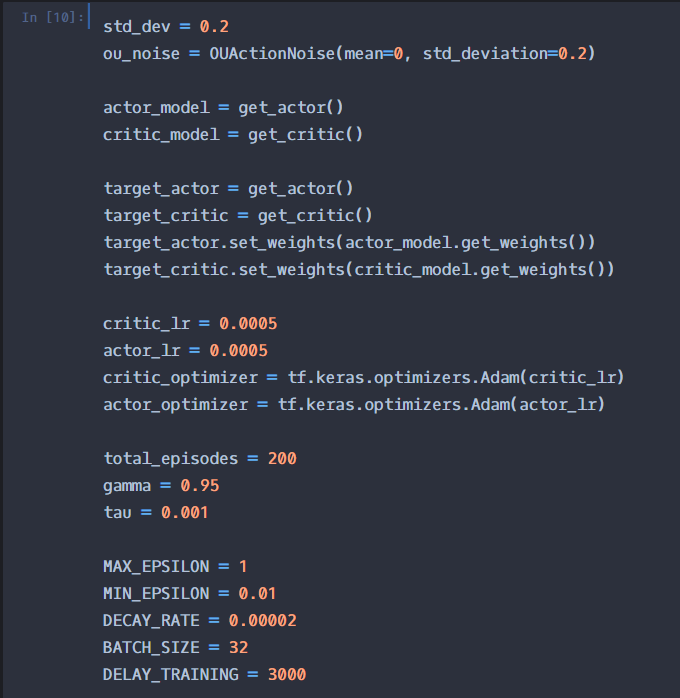 In [10]:
std_dev = 0.2
ou_noise = OUActionNoise(mean=0, std_deviation=0.2)
actor_model = get_actor()
critic_model = get_critic()
target_actor = get_actor()
target_critic = get_critic()
target_actor.set_weights(actor_model.get_weights())
target_critic.set_weights(critic_model.get_weights())
critic_lr = 0.0005
actor_lr = 0.0005
critic_optimizer = tf.keras.optimizers.Adam(critic_lr)
actor_optimizer = tf.keras.optimizers.Adam(actor_lr)
total_episodes = 200
gamma = 0.95
tau = 0.001
MAX_EPSILON = 1
MIN_EPSILON = 0.01
DECAY_RATE = 0.00002
BATCH_SIZE = 32
DELAY_TRAINING = 3000